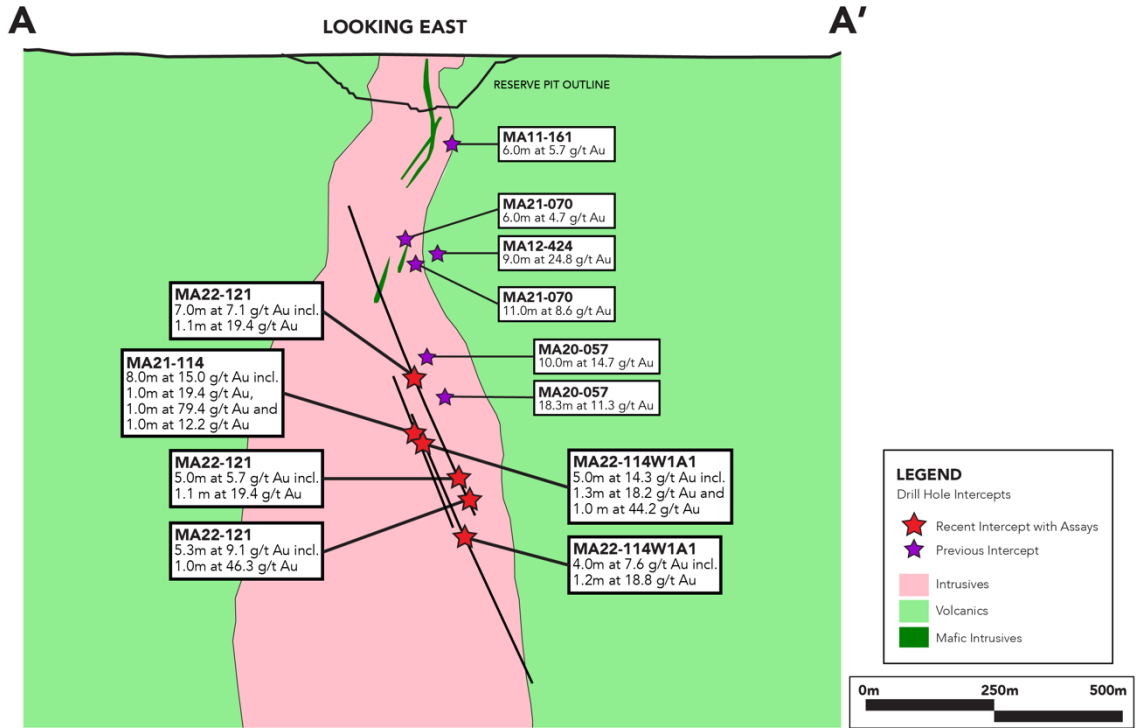 A
LOOKING EAST
A'
RESERVE PIT OUTLINE
MA11-161
6.0m at 5.7 g/t Au
MA21-070
6.0m at 4.7 g/t Au
MA12-424
9.0m at 24.8 g/t Au
MA21-070
11.0m at 8.6 g/t Au
MA22-121
7.0m at 7.1 g/t Au incl.
1.1m at 19.4 g/t Au
MA20-057
10.0m at 14.7 g/t Au
MA21-114
8.0m at 15.0 g/t Au incl.
1.0m at 19.4 g/t Au,
1.0m at 79.4 g/t Au and
1.0m at 12.2 g/t Au
MA20-057
18.3m at 11.3 g/t Au
MA22-121
5.0m at 5.7 g/t Au incl.
1.1 m at 19.4 g/t Au
MA22-114W1A1
5.0m at 14.3 g/t Au incl.
1.3m at 18.2 g/t Au and
1.0 m at 44.2 g/t Au
MA22-121
5.3m at 9.1 g/t Au incl.
1.0m at 46.3 g/t Au
MA22-114W1A1
4.0m at 7.6 g/t Au incl.
1.2m at 18.8 g/t Au
LEGEND
Drill Hole Intercepts
Recent Intercept with Assays
Previous Intercept
Intrusives
Volcanics
Mafic Intrusives
0m 250m 500m